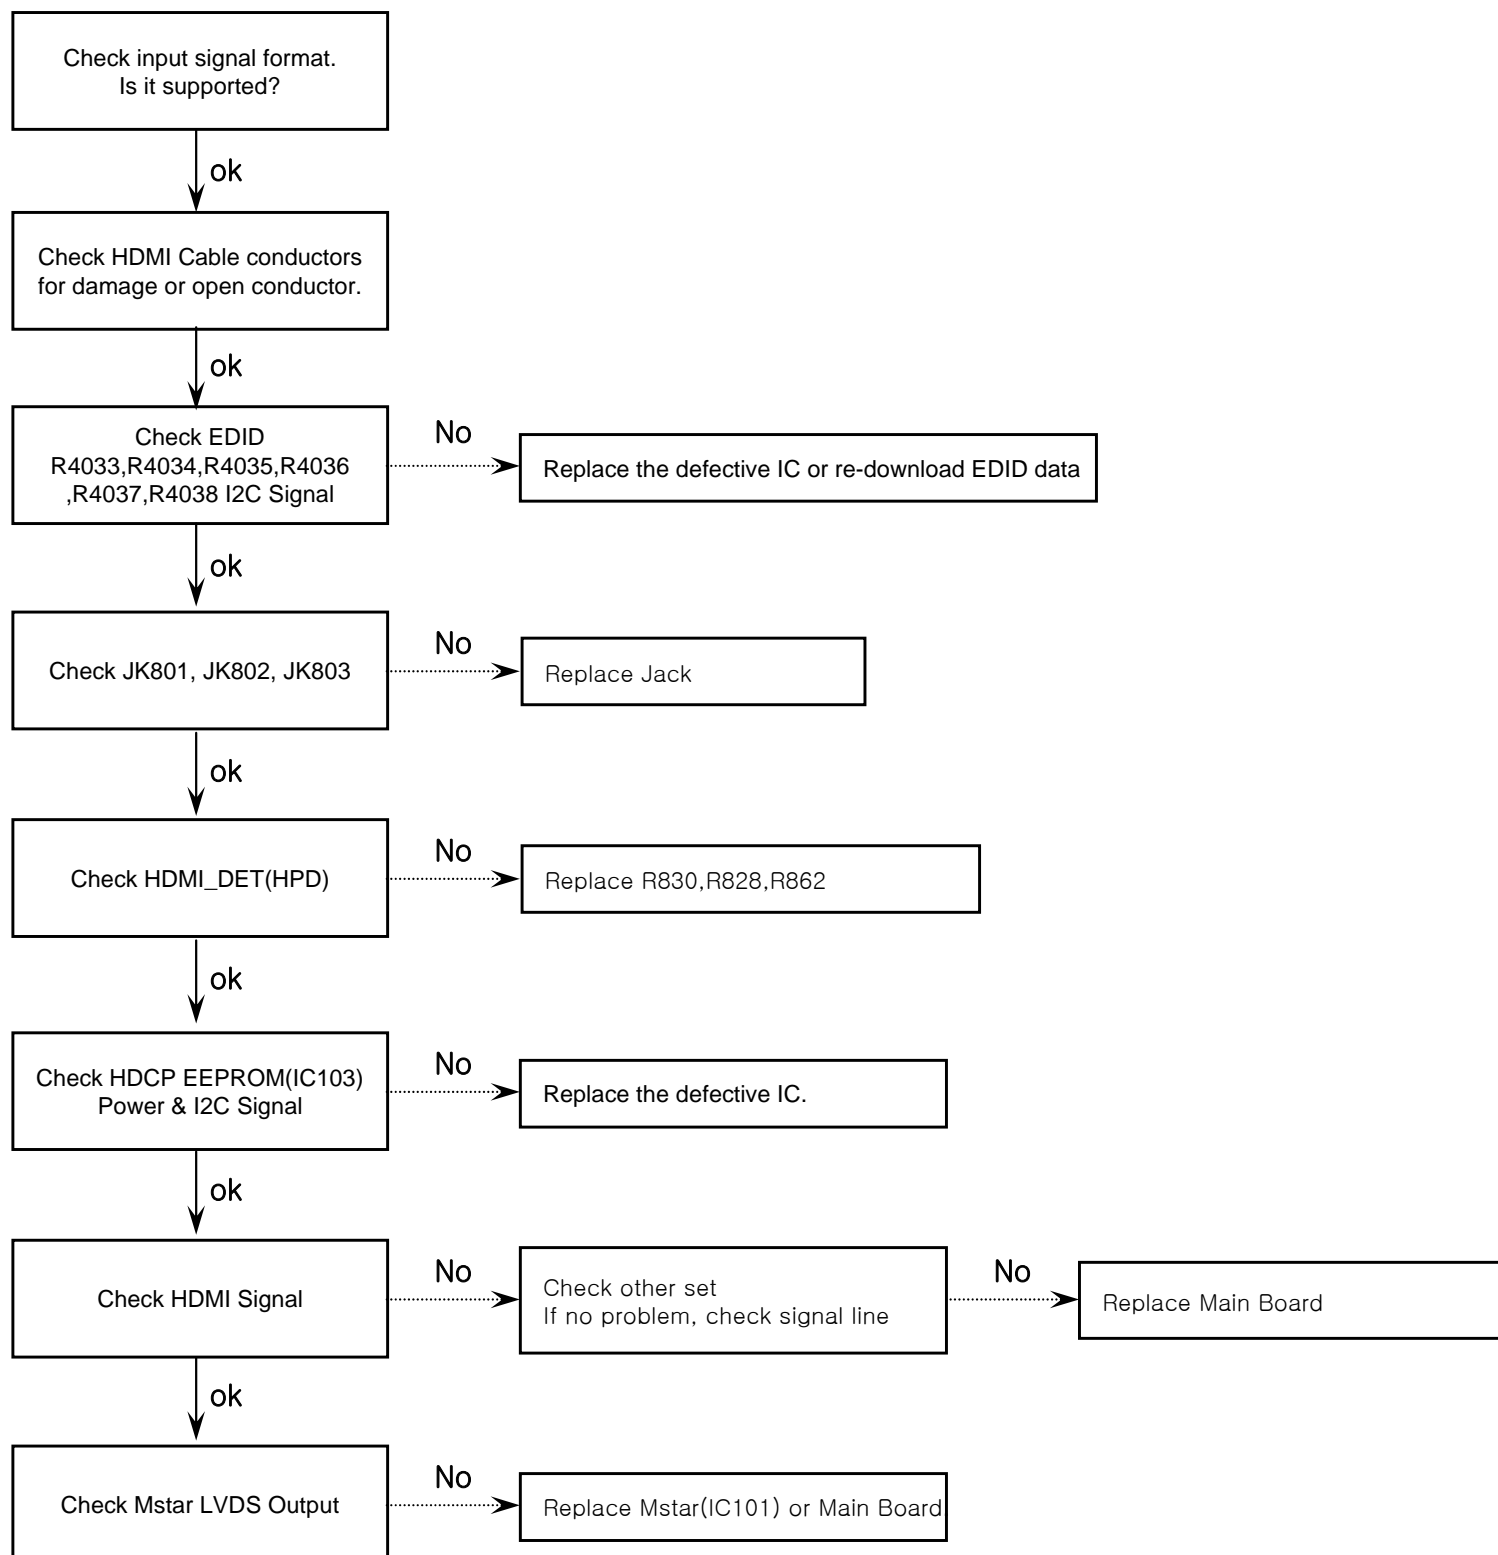 Check input signal format.
Is it supported?
ok
Check HDMI Cable conductors
for damage or open conductor.
ok
Check EDID
R4033,R4034,R4035,R4036
,R4037,R4038 I2C Signal
No
Replace the defective IC or re-download EDID data
ok
Check JK801, JK802, JK803
No
Replace Jack
ok
Check HDMI_DET(HPD)
No
Replace R830,R828,R862
ok
Check HDCP EEPROM(IC103)
Power & I2C Signal
No
Replace the defective IC.
ok
Check HDMI Signal
No
Check other set
If no problem, check signal line
No
Replace Main Board
ok
Check Mstar LVDS Output
No
Replace Mstar(IC101) or Main Board